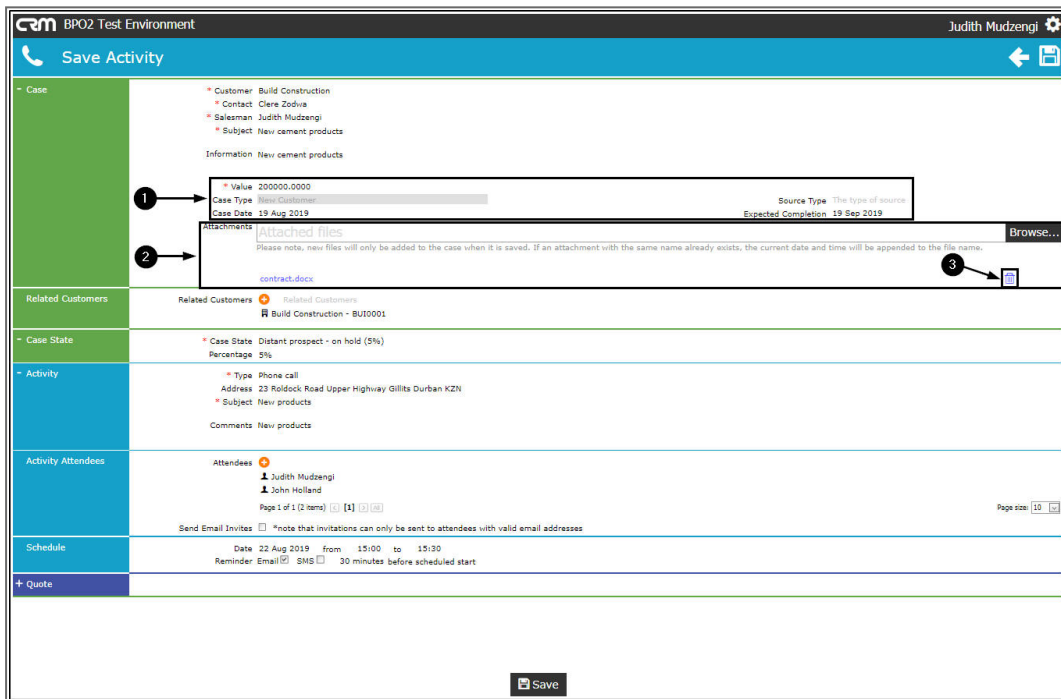 CRM BPO2 Test Environment Judith Mudzengi
Save Activity
- Case
* Customer Build Construction
* Contact Clere Zodwa
* Salesman Judith Mudzengi
* Subject New cement products
Information New cement products
1
* Value 200000.0000
Case Type New Customer Source Type The type of source
Case Date 19 Aug 2019 Expected Completion 19 Sep 2019
2
Attachments Attached files Browse...
Please note, new files will only be added to the case when it is saved. If an attachment with the same name already exists, the current date and time will be appended to the file name.
3
contract.docx
Related Customers Related Customers Related Customers
Build Construction - BUI0001
- Case State * Case State Distant prospect - on hold (5%)
Percentage 5%
- Activity * Type Phone call
Address 23 Roldock Road Upper Highway Gillits Durban KZN
* Subject New products
Comments New products
Activity Attendees Attendees
Judith Mudzengi
John Holland
Page 1 of 1 (2 items) < [1] > All Page size: 10
Send Email Invites *note that invitations can only be sent to attendees with valid email addresses
Schedule Date 22 Aug 2019 from 15:00 to 15:30
Reminder Email SMS 30 minutes before scheduled start
+ Quote
Save